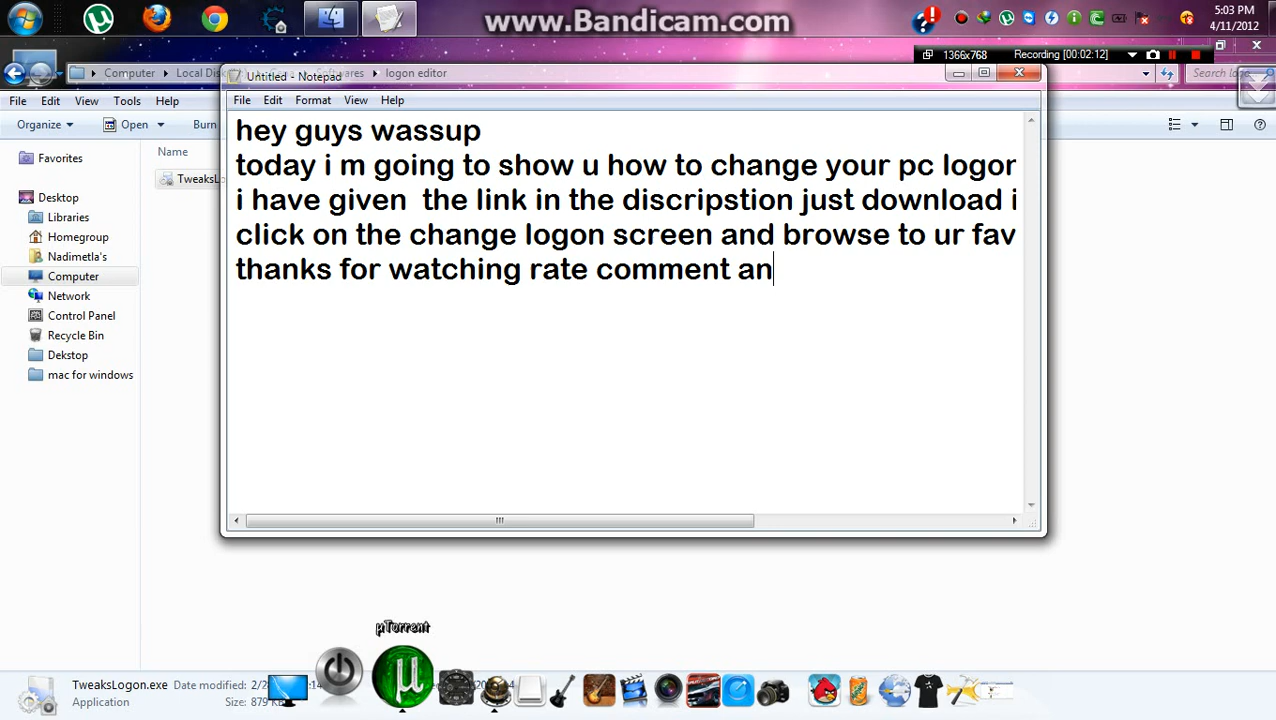 www.Bandicam.com
5:03 PM
4/11/2012
1366x768
Recording [00:02:12]
Computer
Local Disk
logon editor
Untitled - Notepad
File Edit View Tools Help
Organize
Open
Burn
File Edit Format View Help
hey guys wassup
today i m going to show u how to change your pc logon
i have given the link in the discripstion just download i
click on the change logon screen and browse to ur fav
thanks for watching rate comment an
Favorites
Desktop
Libraries
Homegroup
Nadimetla's
Computer
Network
Control Panel
Recycle Bin
Dekstop
mac for windows
Name
TweaksLo
µTorrent
TweaksLogon.exe Date modified: 2/2
Application
Size: 879 K